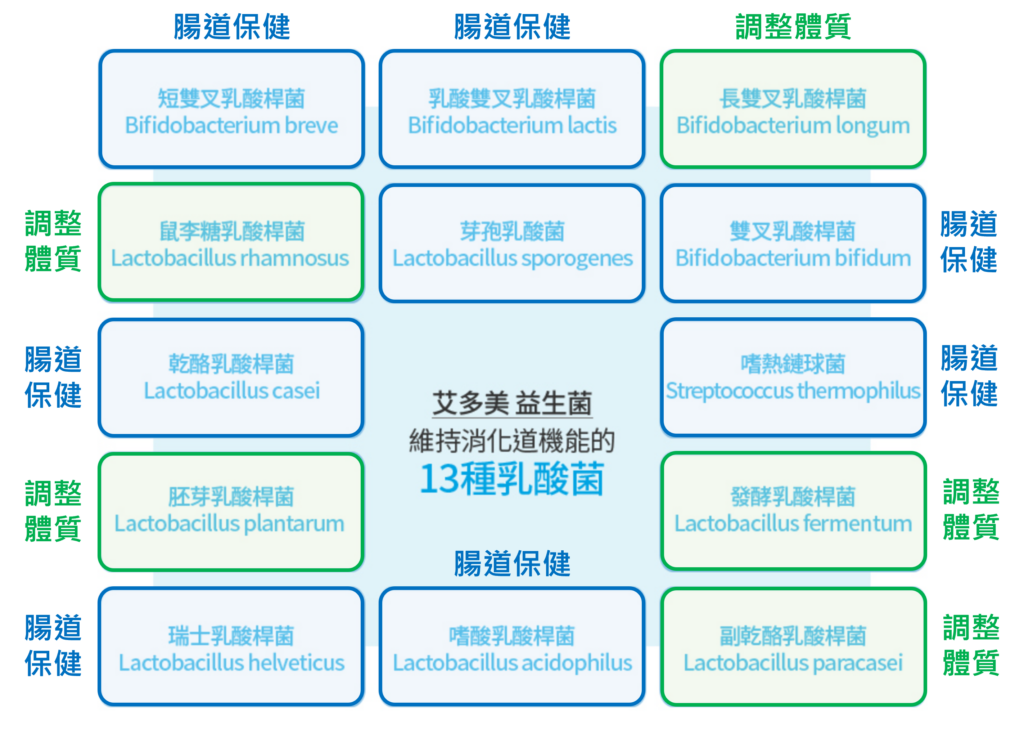 腸道保健
腸道保健
調整體質
短雙叉乳酸桿菌
Bifidobacterium breve
乳酸雙叉乳酸桿菌
Bifidobacterium lactis
長雙叉乳酸桿菌
Bifidobacterium longum
調整
體質
鼠李糖乳酸桿菌
Lactobacillus rhamnosus
芽孢乳酸菌
Lactobacillus sporogenes
雙叉乳酸桿菌
Bifidobacterium bifidum
腸道
保健
腸道
保健
乾酪乳酸桿菌
Lactobacillus casei
嗜熱鏈球菌
Streptococcus thermophilus
腸道
保健
艾多美 益生菌
維持消化道機能的
13種乳酸菌
調整
體質
胚芽乳酸桿菌
Lactobacillus plantarum
發酵乳酸桿菌
Lactobacillus fermentum
調整
體質
腸道保健
腸道
保健
瑞士乳酸桿菌
Lactobacillus helveticus
嗜酸乳酸桿菌
Lactobacillus acidophilus
副乾酪乳酸桿菌
Lactobacillus paracasei
調整
體質